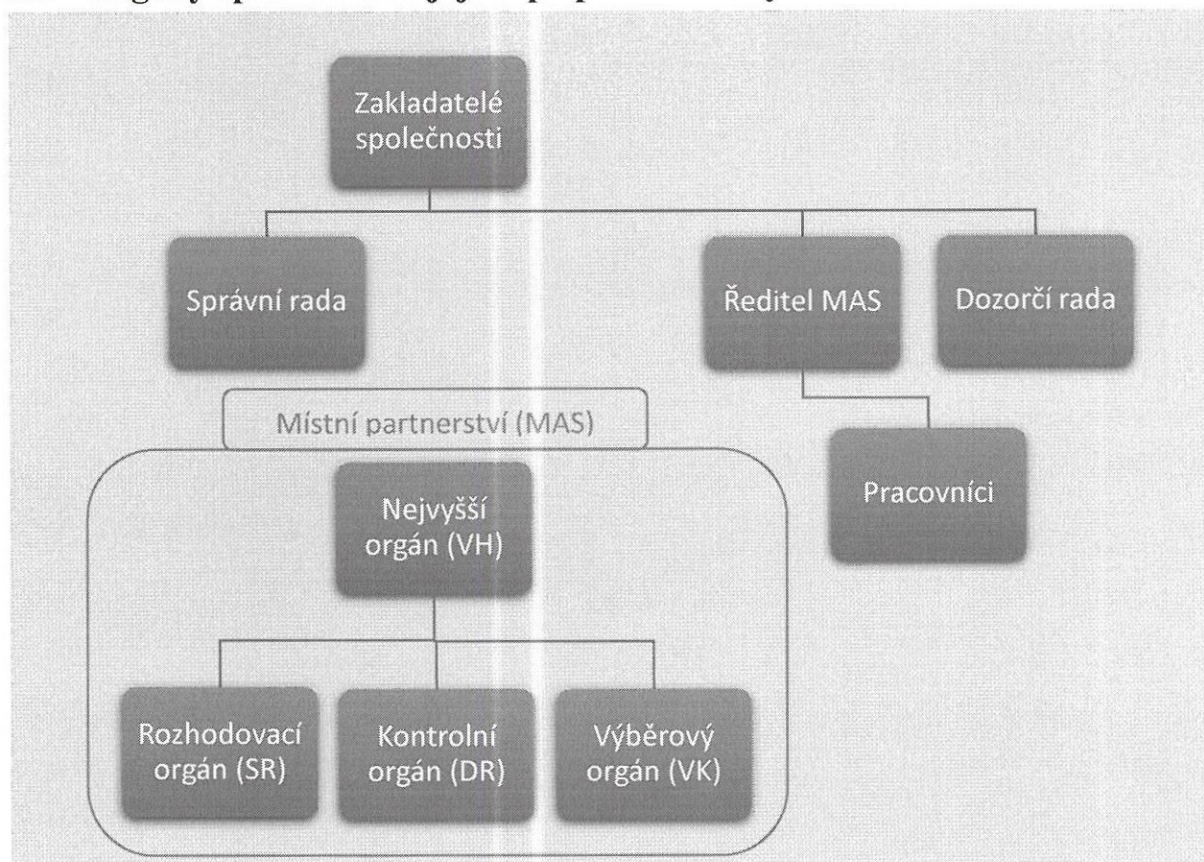 Zakladatelé
společnosti
Správní rada
Ředitel MAS
Dozorčí rada
Místní partnerství (MAS)
Pracovníci
Nejvyšší
orgán (VH)
Rozhodovací
orgán (SR)
Kontrolní
orgán (DR)
Výběrový
orgán (VK)